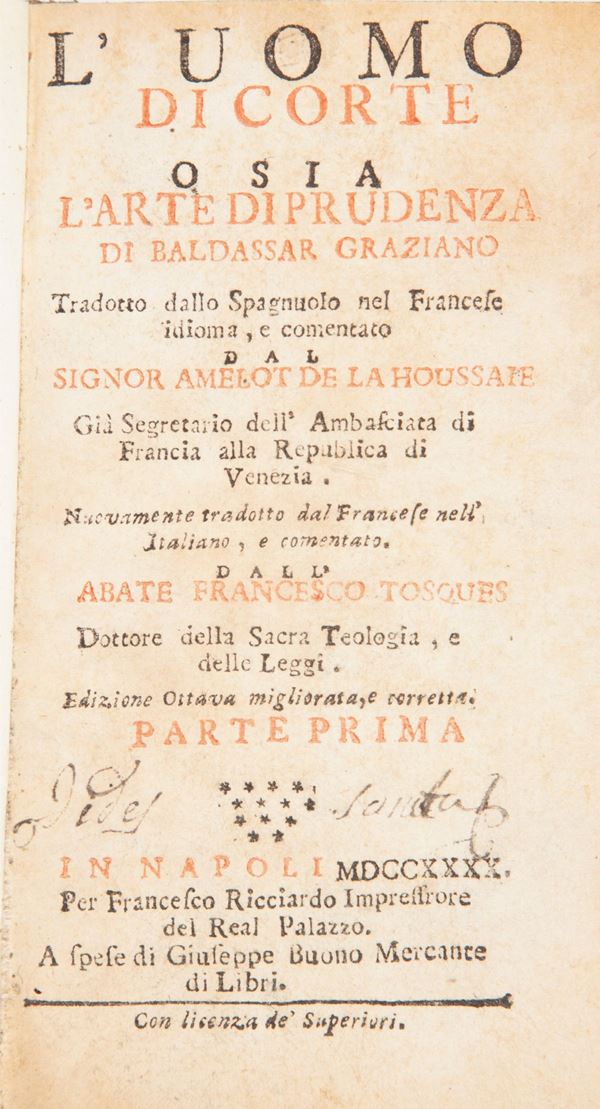 L' UOMO
DI CORTE
O SIA
L'ARTE DI PRUDENZA
DI BALDASSAR GRAZIANO
Tradotto dallo Spagnuolo nel Franceſe
idioma, e comentato
DAL
SIGNOR AMELOT DE LA HOUSSAIE
Già Segretario dell' Ambaſciata di
Francia alla Republica di
Venezia.
Nuovamente tradotto dal Franceſe nell'
Italiano, e comentato.
DALL'
ABATE FRANCESCO TOSQUES
Dottore della Sacra Teologia, e
delle Leggi.
Edizione Ottava migliorata, e corretta.
PARTE PRIMA
IN NAPOLI MDCCXXXX.
Per Franceſco Ricciardo Impreſſrore
del Real Palazzo.
A ſpeſe di Giuſeppe Buono Mercante
di Libri.
Con licenza de' Superiori.